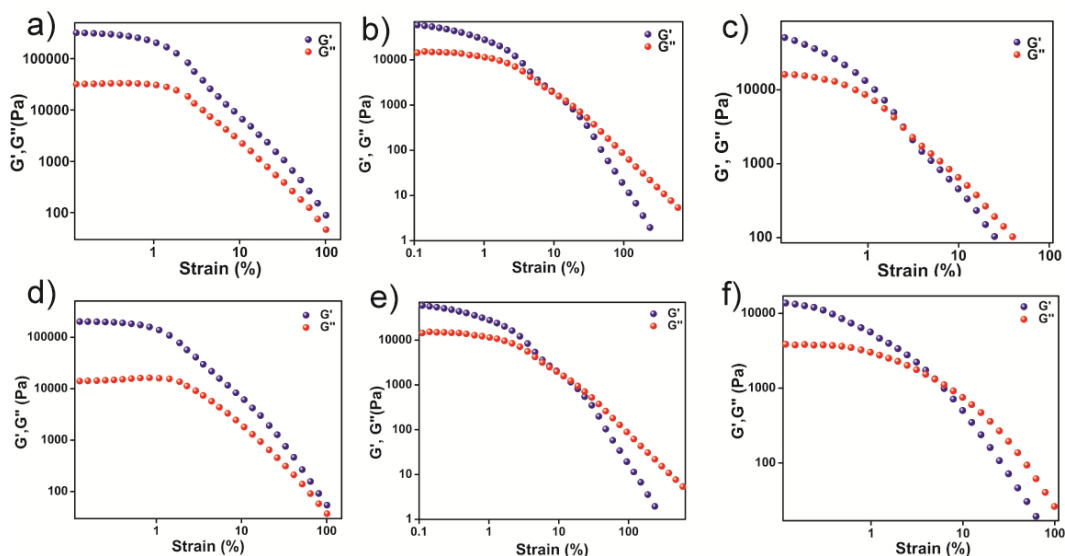 a)
G'
G''
G',G''(Pa)
100000
10000
1000
100
1
10
100
Strain (%)
b)
G'
G''
G', G'' (Pa)
10000
1000
100
10
1
0.1
1
10
100
Strain (%)
c)
G'
G''
G', G'' (Pa)
10000
1000
100
1
10
100
Strain (%)
d)
G'
G''
G',G'' (Pa)
100000
10000
1000
100
1
10
100
Strain (%)
e)
G'
G''
G', G''(Pa)
10000
1000
100
10
1
0.1
1
10
100
Strain (%)
f)
G'
G''
G',G'' (Pa)
10000
1000
100
1
10
100
Strain (%)